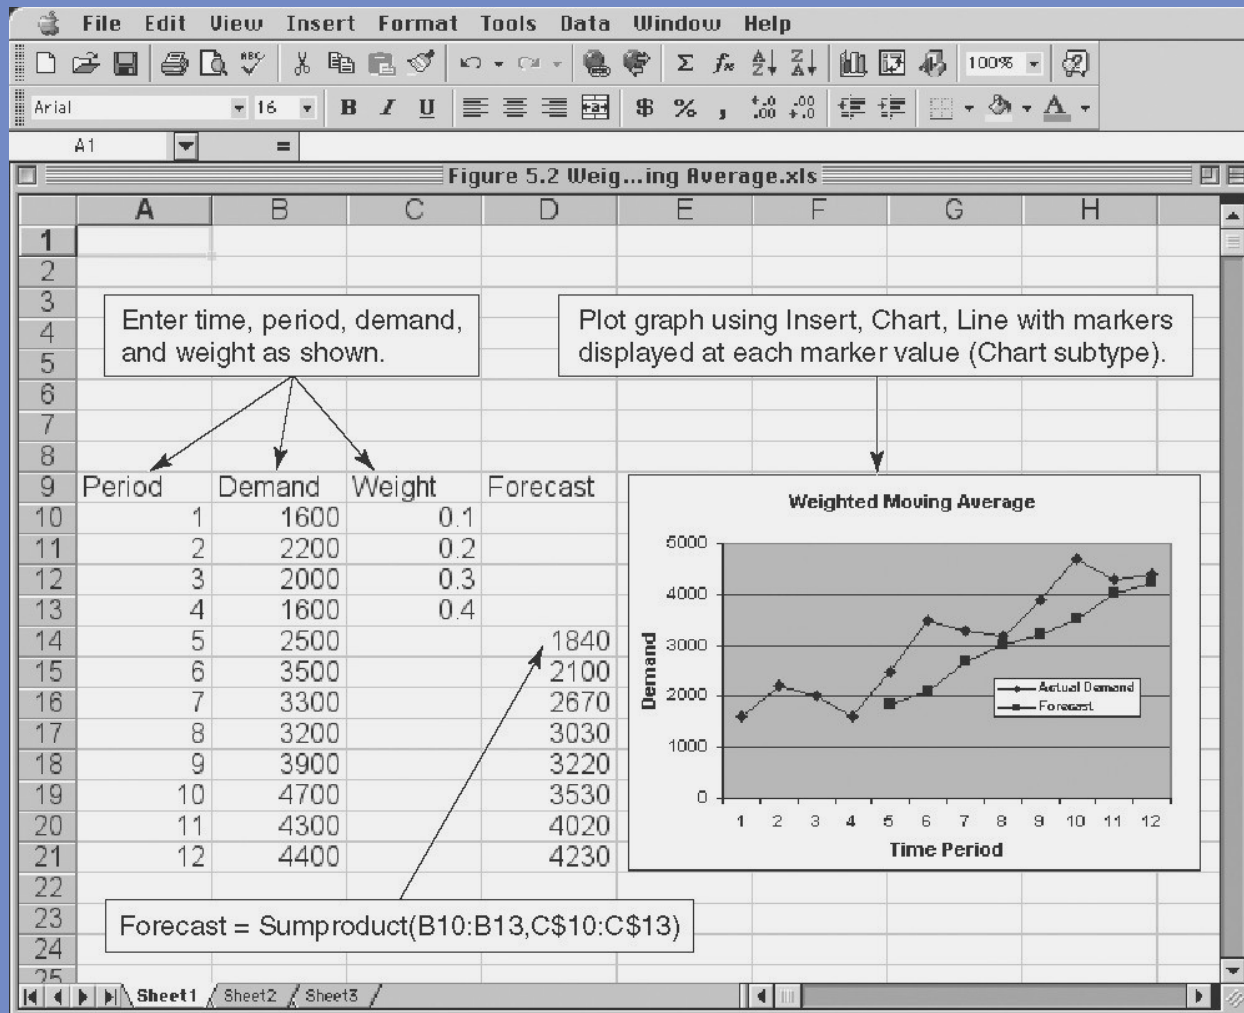 File Edit View Insert Format Tools Data Window Help
ABC Σ fx A Z Z A 100% ?
Arial 16 B I U $ % , .00 .00 A
A1 =
Figure 5.2 Weig...ing Average.xls
A B C D E F G H
1
2
3
4
5
6
7
8
Enter time, period, demand,
and weight as shown.
Plot graph using Insert, Chart, Line with markers
displayed at each marker value (Chart subtype).
9 Period Demand Weight Forecast
10 1 1600 0.1
11 2 2200 0.2
12 3 2000 0.3
13 4 1600 0.4
14 5 2500 1840
15 6 3500 2100
16 7 3300 2670
17 8 3200 3030
18 9 3900 3220
19 10 4700 3530
20 11 4300 4020
21 12 4400 4230
22
23
24
25
Weighted Moving Average
5000
4000
3000
2000
1000
0
Demand
Actual Demand
Forecast
1 2 3 4 5 6 7 8 9 10 11 12
Time Period
Forecast = Sumproduct(B10:B13,C$10:C$13)
Sheet1 Sheet2 Sheet3